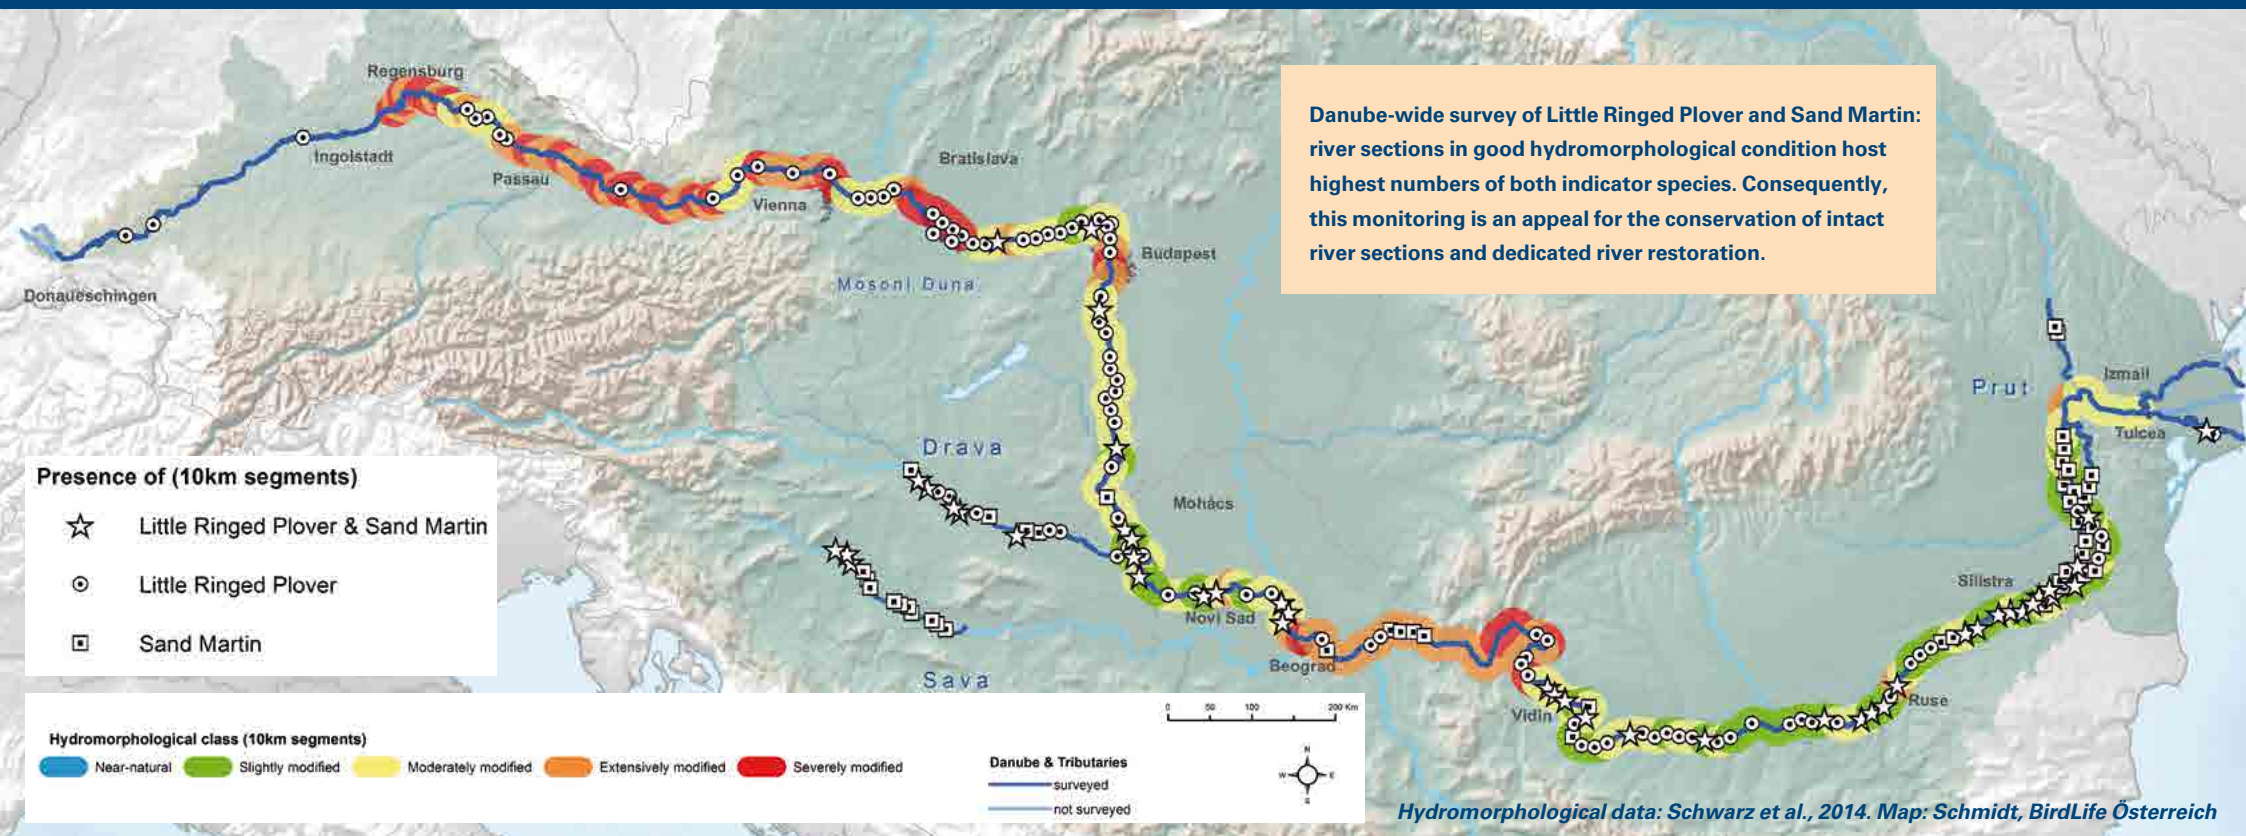 Regensburg
Ingolstadt
Passau
Donaueschingen
Vienna
Bratislava
Mosoni Duna
Budapest
Danube-wide survey of Little Ringed Plover and Sand Martin:
river sections in good hydromorphological condition host
highest numbers of both indicator species. Consequently,
this monitoring is an appeal for the conservation of intact
river sections and dedicated river restoration.
Prut
Izmail
Tulcea
Drava
Mohács
Silistra
Novi Sad
Beograd
Sava
Vidin
Ruse
Presence of (10km segments)
Little Ringed Plover & Sand Martin
Little Ringed Plover
Sand Martin
Hydromorphological class (10km segments)
Near-natural Slightly modified Moderately modified Extensively modified Severely modified
Danube & Tributaries
surveyed
not surveyed
0 50 100 200 Km
N
W E
S
Hydromorphological data: Schwarz et al., 2014. Map: Schmidt, BirdLife Österreich